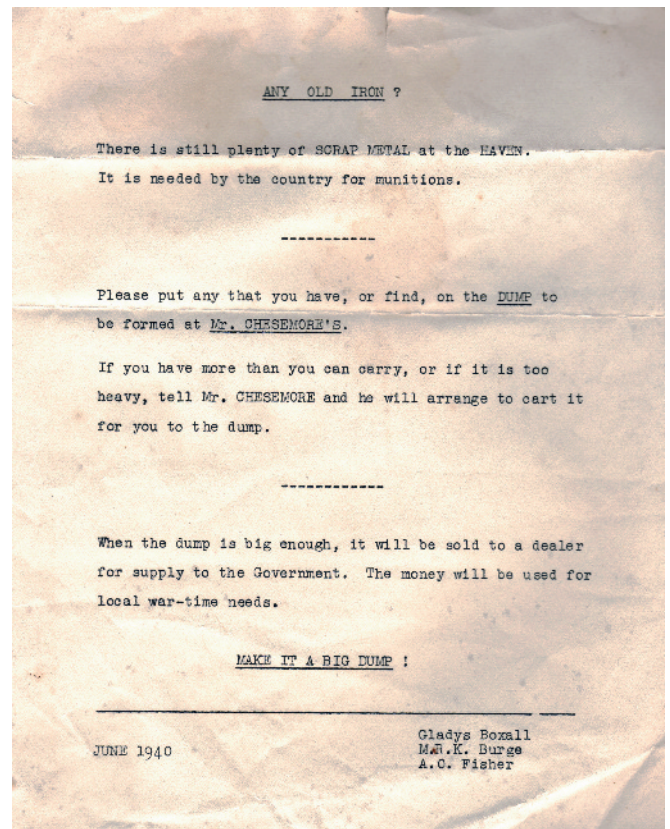 ANY OLD IRON ?
There is still plenty of SCRAP METAL at the HAVEN.
It is needed by the country for munitions.
-----------
Please put any that you have, or find, on the DUMP to
be formed at Mr. CHESEMORE'S.
If you have more than you can carry, or if it is too
heavy, tell Mr. CHESEMORE and he will arrange to cart it
for you to the dump.
------------
When the dump is big enough, it will be sold to a dealer
for supply to the Government. The money will be used for
local war-time needs.
MAKE IT A BIG DUMP !
Gladys Boxall
JUNE 1940
M.R.K. Burge
A.C. Fisher